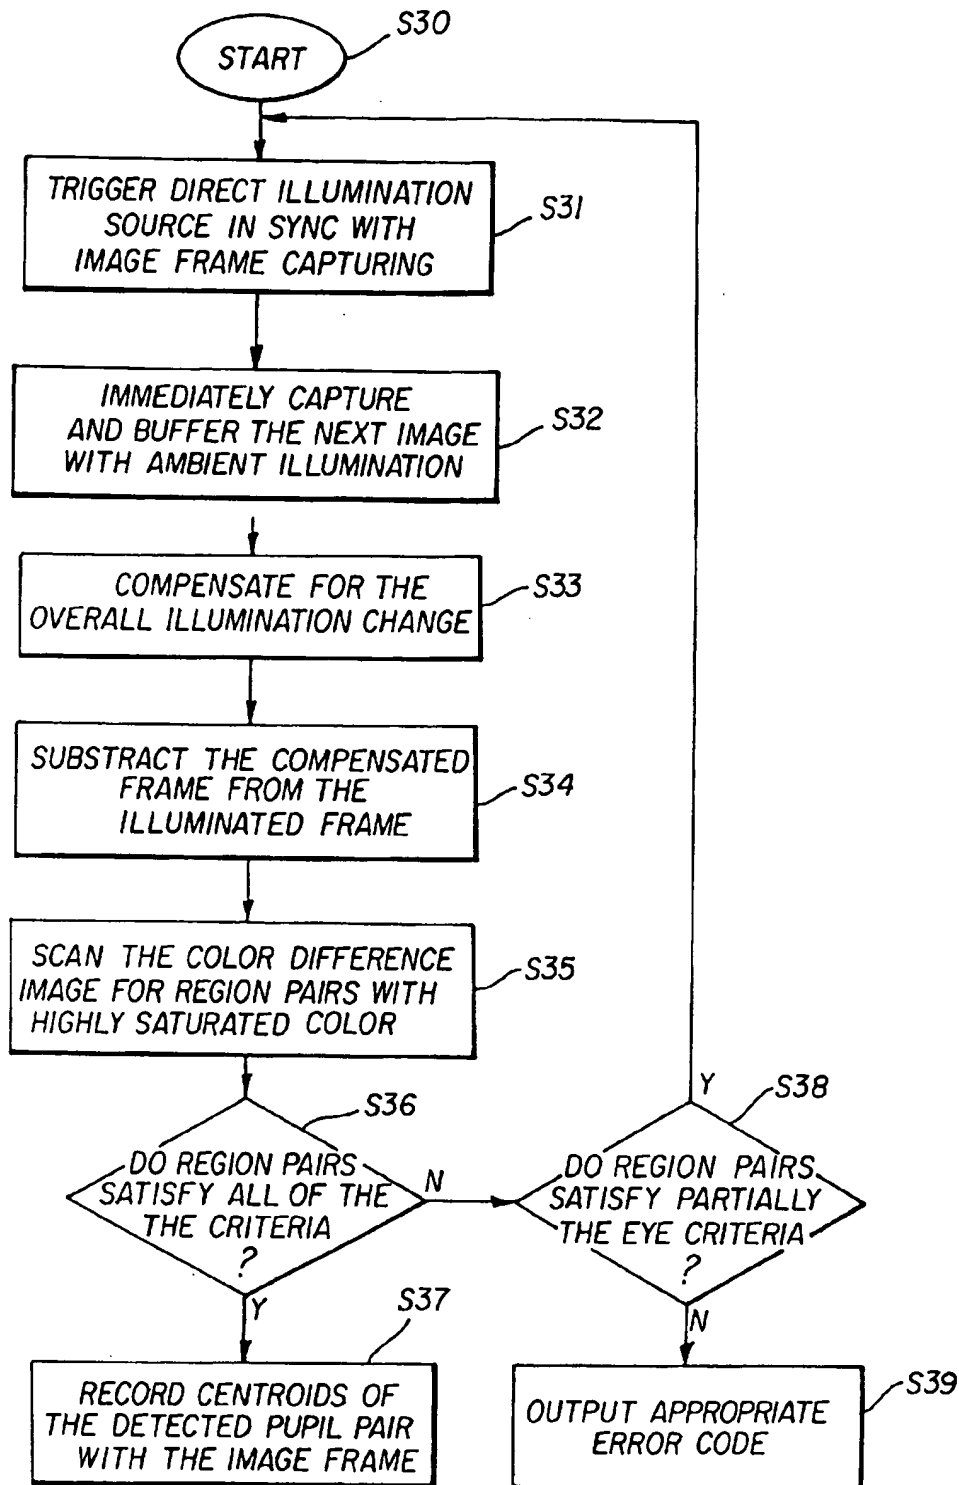 START
S30
TRIGGER DIRECT ILLUMINATION
SOURCE IN SYNC WITH
IMAGE FRAME CAPTURING
S31
IMMEDIATELY CAPTURE
AND BUFFER THE NEXT IMAGE
WITH AMBIENT ILLUMINATION
S32
COMPENSATE FOR THE
OVERALL ILLUMINATION CHANGE
S33
SUBSTRACT THE COMPENSATED
FRAME FROM THE
ILLUMINATED FRAME
S34
SCAN THE COLOR DIFFERENCE
IMAGE FOR REGION PAIRS WITH
HIGHLY SATURATED COLOR
S35
S36
DO REGION PAIRS
SATISFY ALL OF THE
THE CRITERIA
?
N
Y
S38
Y
DO REGION PAIRS
SATISFY PARTIALLY
THE EYE CRITERIA
?
N
S37
RECORD CENTROIDS OF
THE DETECTED PUPIL PAIR
WITH THE IMAGE FRAME
S39
OUTPUT APPROPRIATE
ERROR CODE